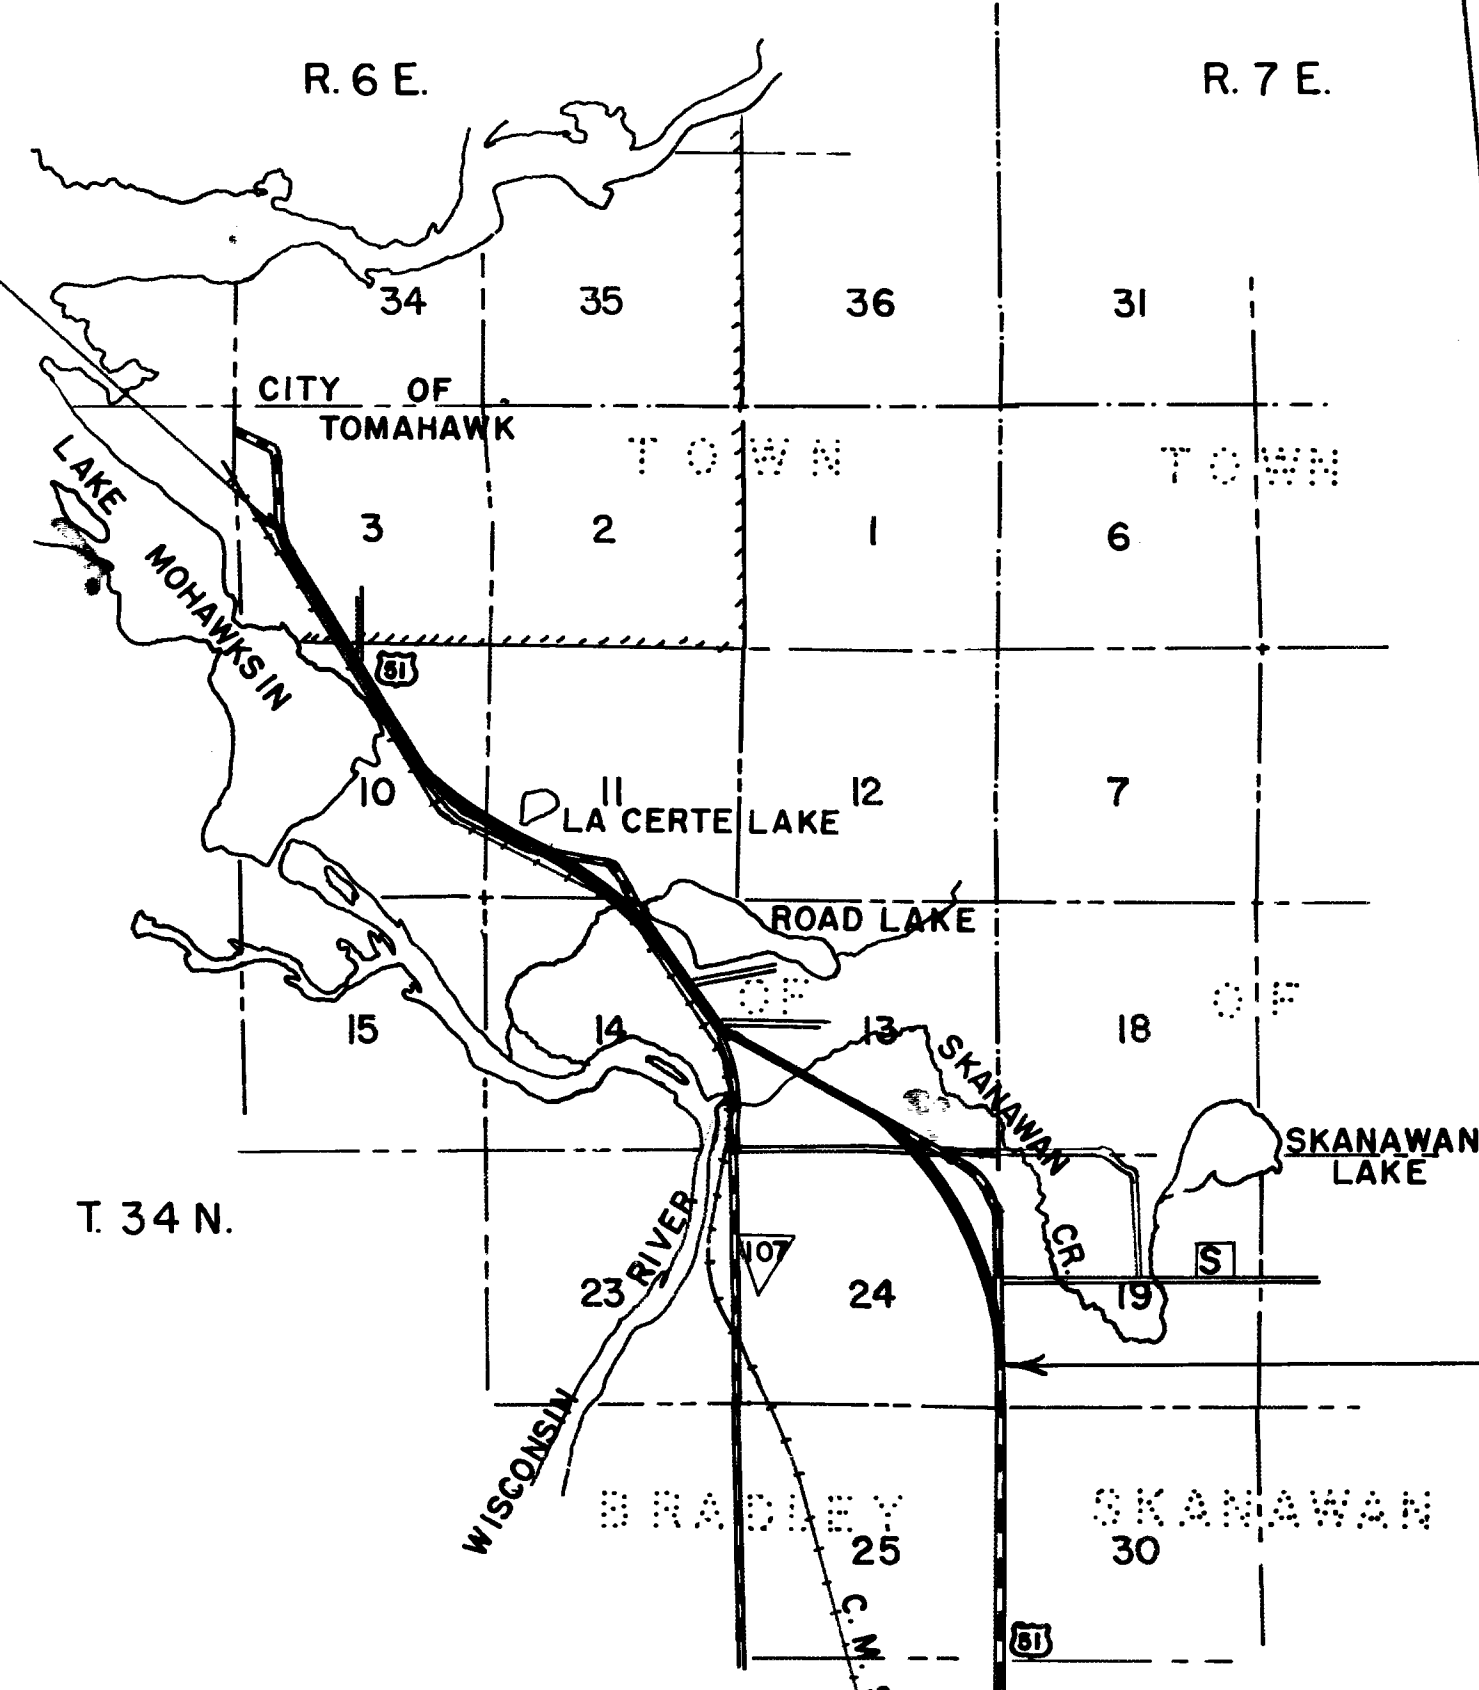 R. 6 E.
R. 7 E.
34
35
36
31
CITY OF
TOMAHAWK
TOWN
TOWN
LAKE
MOHAWKSIN
3
2
1
6
51
10
11
12
7
LA CERTE LAKE
ROAD LAKE
OF
OF
15
14
13
18
SKANAWAN
CR.
SKANAWAN
LAKE
T. 34 N.
107
S
23
24
19
WISCONSIN RIVER
BRADLEY
SKANAWAN
25
30
C. M.
51